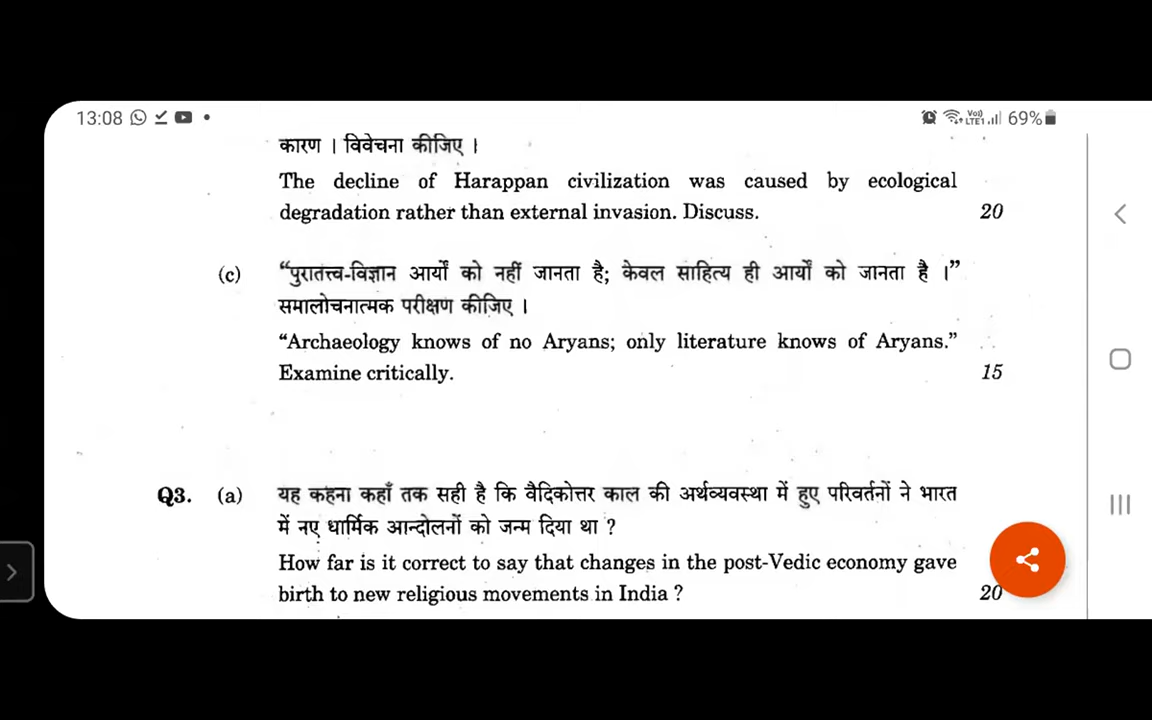 13:08
VoD LTE1 69%
कारण । विवेचना कीजिए ।
The decline of Harappan civilization was caused by ecological
degradation rather than external invasion. Discuss. 20
(c) “पुरातत्त्व-विज्ञान आर्यों को नहीं जानता है; केवल साहित्य ही आर्यों को जानता है ।”
समालोचनात्मक परीक्षण कीजिए ।
“Archaeology knows of no Aryans; only literature knows of Aryans.”
Examine critically. 15
Q3. (a) यह कहना कहाँ तक सही है कि वैदिकोत्तर काल की अर्थव्यवस्था में हुए परिवर्तनों ने भारत
में नए धार्मिक आन्दोलनों को जन्म दिया था ?
How far is it correct to say that changes in the post-Vedic economy gave
birth to new religious movements in India ? 20